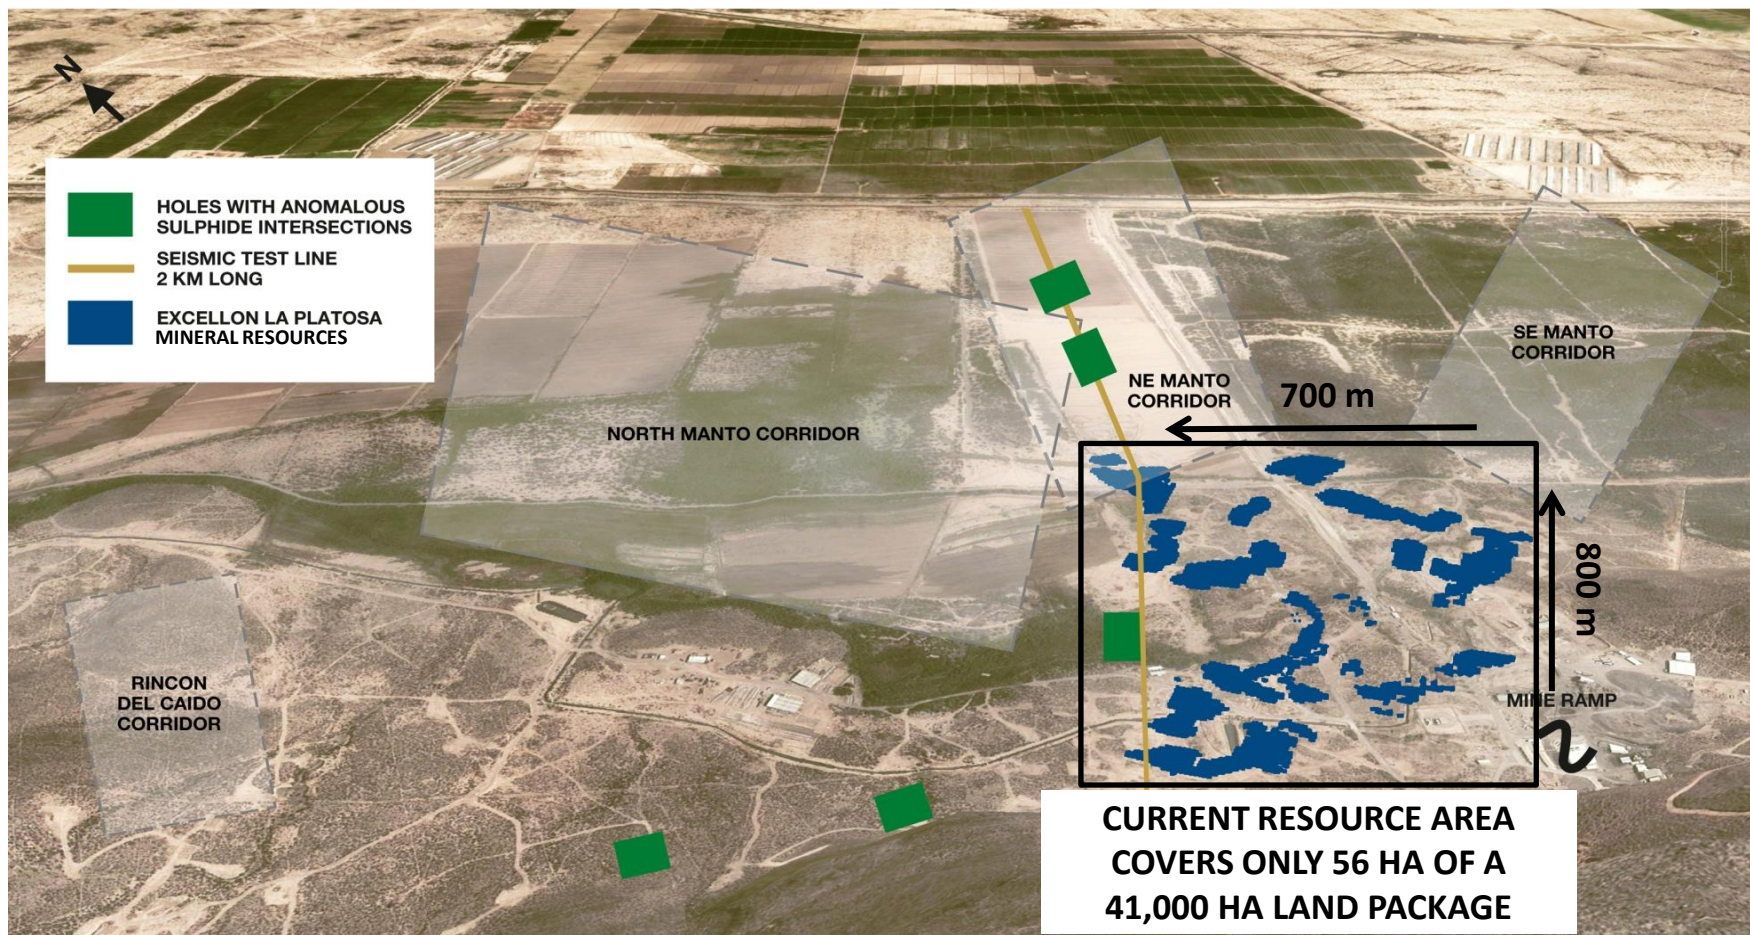 N
HOLES WITH ANOMALOUS
SULPHIDE INTERSECTIONS
SEISMIC TEST LINE
2 KM LONG
EXCELLON LA PLATOSA
MINERAL RESOURCES
SE MANTO
CORRIDOR
NE MANTO
CORRIDOR
700 m
NORTH MANTO CORRIDOR
800 m
RINCON
DEL CAIDO
CORRIDOR
MINE RAMP
CURRENT RESOURCE AREA
COVERS ONLY 56 HA OF A
41,000 HA LAND PACKAGE